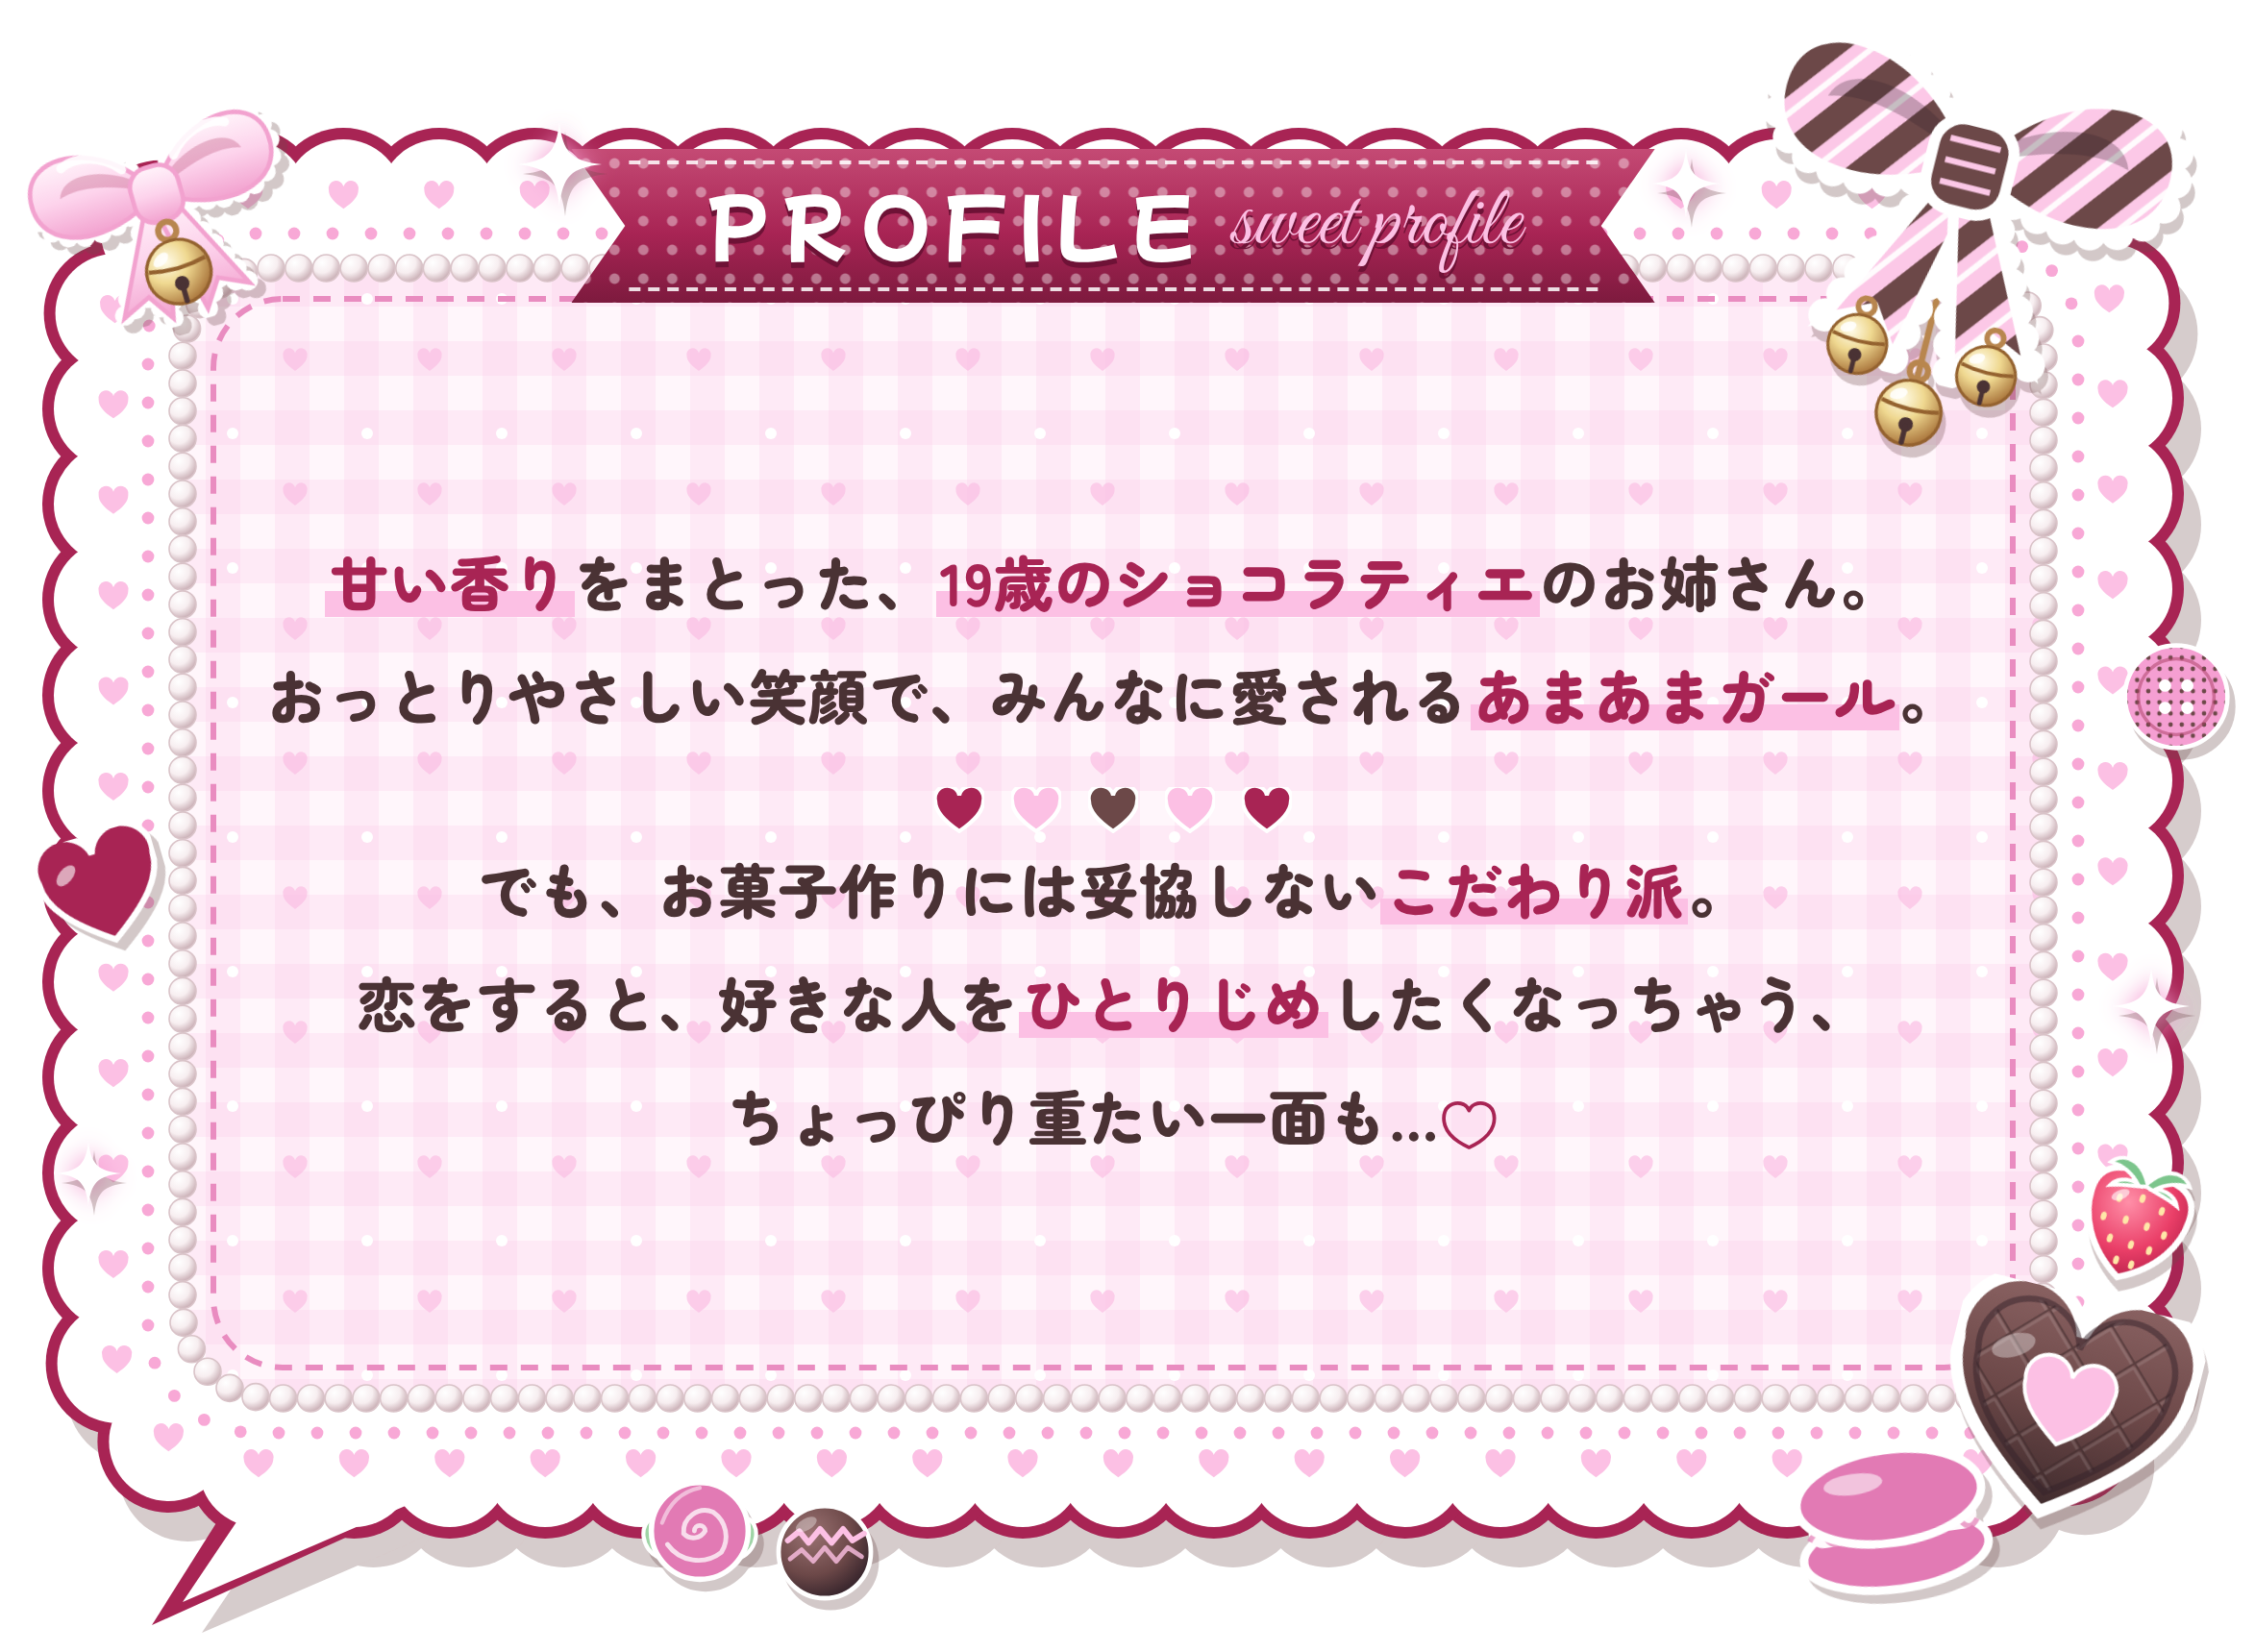 PROFILE sweet profile
甘い香りをまとった、19歳のショコラティエのお姉さん。
おっとりやさしい笑顔で、みんなに愛されるあまあまガール。
でも、お菓子作りには妥協しないこだわり派。
恋をすると、好きな人をひとりじめしたくなっちゃう、
ちょっぴり重たい一面も…♡